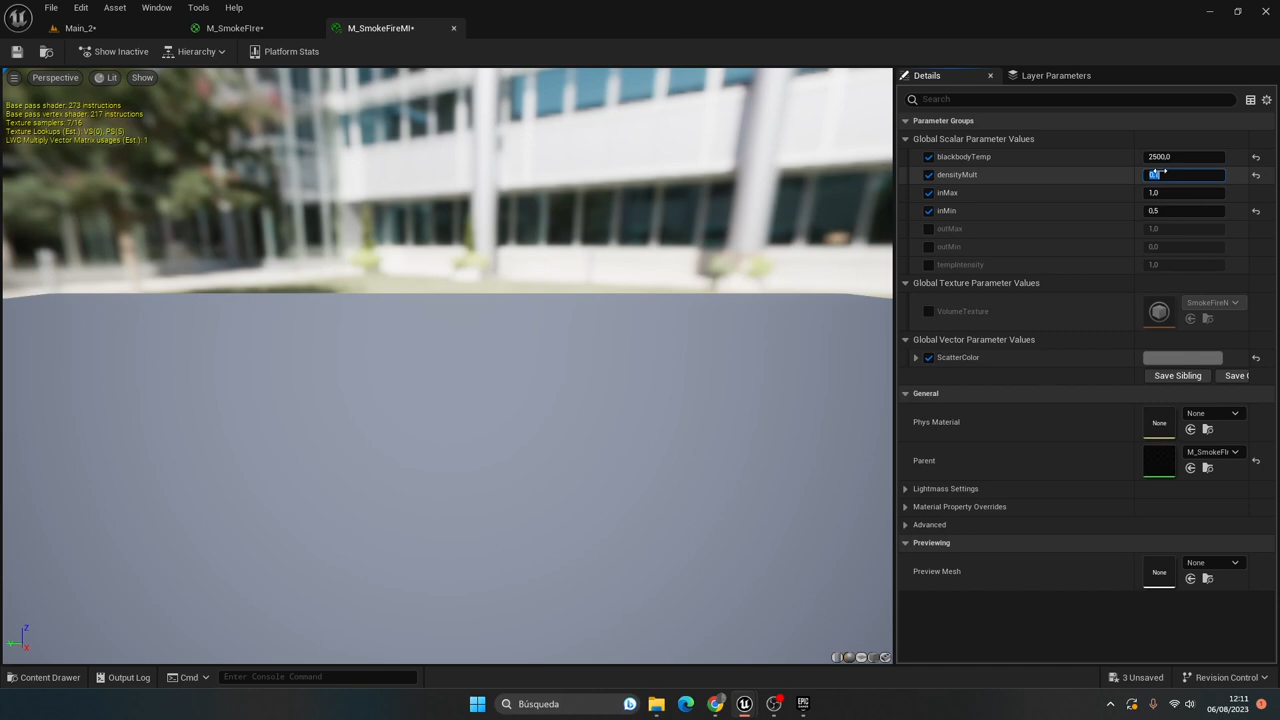 File Edit Asset Window Tools Help
Main_2* M_SmokeFIre* M_SmokeFireMI*
Show Inactive Hierarchy Platform Stats
Perspective Lit Show
Details Layer Parameters
Search
Base pass shader: 273 instructions
Base pass vertex shader: 217 instructions
Texture samplers: 7/16
Texture Lookups (Est.): VS(0), PS(5)
LWC Multiply Vector Matrix usages (Est.): 1
Parameter Groups
Global Scalar Parameter Values
blackbodyTemp 2500,0
densityMult
inMax 1,0
inMin 0,5
outMax 1,0
outMin 0,0
tempIntensity 1,0
Global Texture Parameter Values
VolumeTexture SmokeFireN
Global Vector Parameter Values
ScatterColor
Save Sibling Save C
General
Phys Material None None
Parent M_SmokeFIr
Lightmass Settings
Material Property Overrides
Advanced
Previewing
Preview Mesh None None
Z
Y X
Content Drawer Output Log Cmd Enter Console Command 3 Unsaved Revision Control
Búsqueda
12:11
06/08/2023